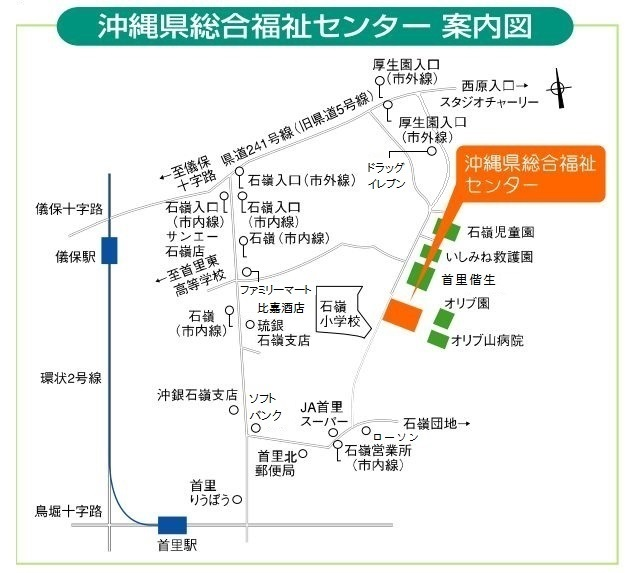 沖縄県総合福祉センター 案内図
厚生園入口
(市外線)
西原入口→
スタジオチャーリー
県道241号線(旧県道5号線)
厚生園入口
(市外線)
ドラッグ
イレブン
沖縄県総合福祉
センター
←至儀保
十字路
石嶺入口(市外線)
儀保十字路
石嶺入口
(市内線)
石嶺入口
(市内線)
サンエー
石嶺店
石嶺(市内線)
石嶺児童園
いしみね救護園
首里偕生
儀保駅
←至首里東
高等学校
ファミリーマート
比嘉酒店
石嶺
小学校
オリブ園
オリブ山病院
石嶺
(市内線)
琉銀
石嶺支店
環状2号線
沖銀石嶺支店
ソフト
バンク
JA首里
スーパー
石嶺団地→
ローソン
石嶺営業所
(市内線)
首里北
郵便局
首里
りうぼう
鳥堀十字路
首里駅